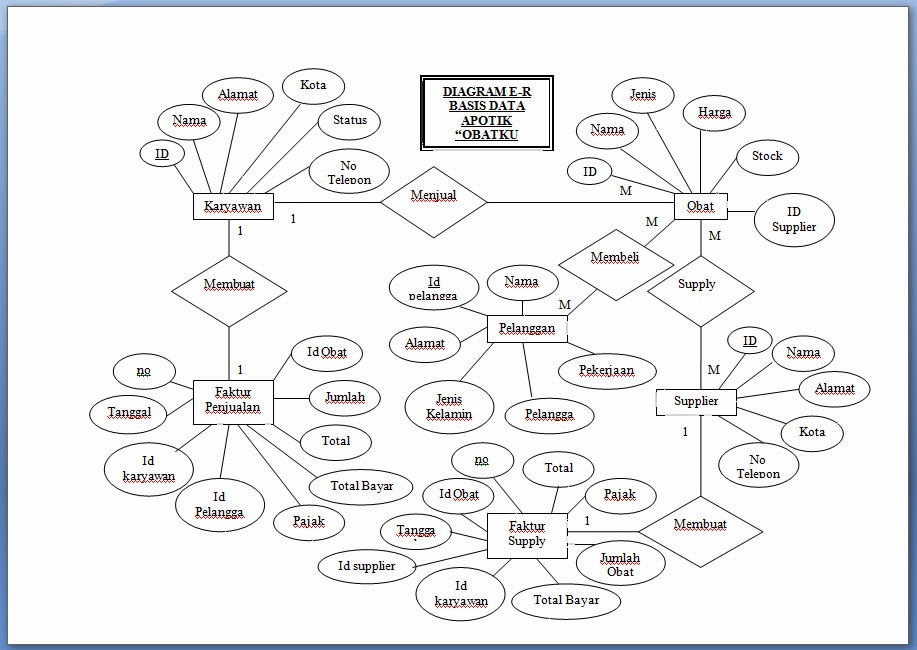 DIAGRAM E-R
BASIS DATA
APOTIK
“OBATKU
Kota
Alamat
Nama
Status
ID
No
Telepon
Karyawan
1
1
Menjual
Jenis
Harga
Nama
Stock
ID
M
Obat
ID
Supplier
M
M
Membeli
Supply
Membuat
M
Id
pelangga
Nama
Alamat
Pelanggan
Pekerjaan
Jenis
Kelamin
Pelangga
1
no
Id Obat
Tanggal
Faktur
Penjualan
Jumlah
Total
Id
karyawan
Total Bayar
Id
Pelangga
Pajak
M
ID
Nama
Alamat
Supplier
Kota
1
No
Telepon
Membuat
1
no
Total
Id Obat
Pajak
Tangga
Faktur
Supply
Id supplier
Jumlah
Obat
Id
karyawan
Total Bayar